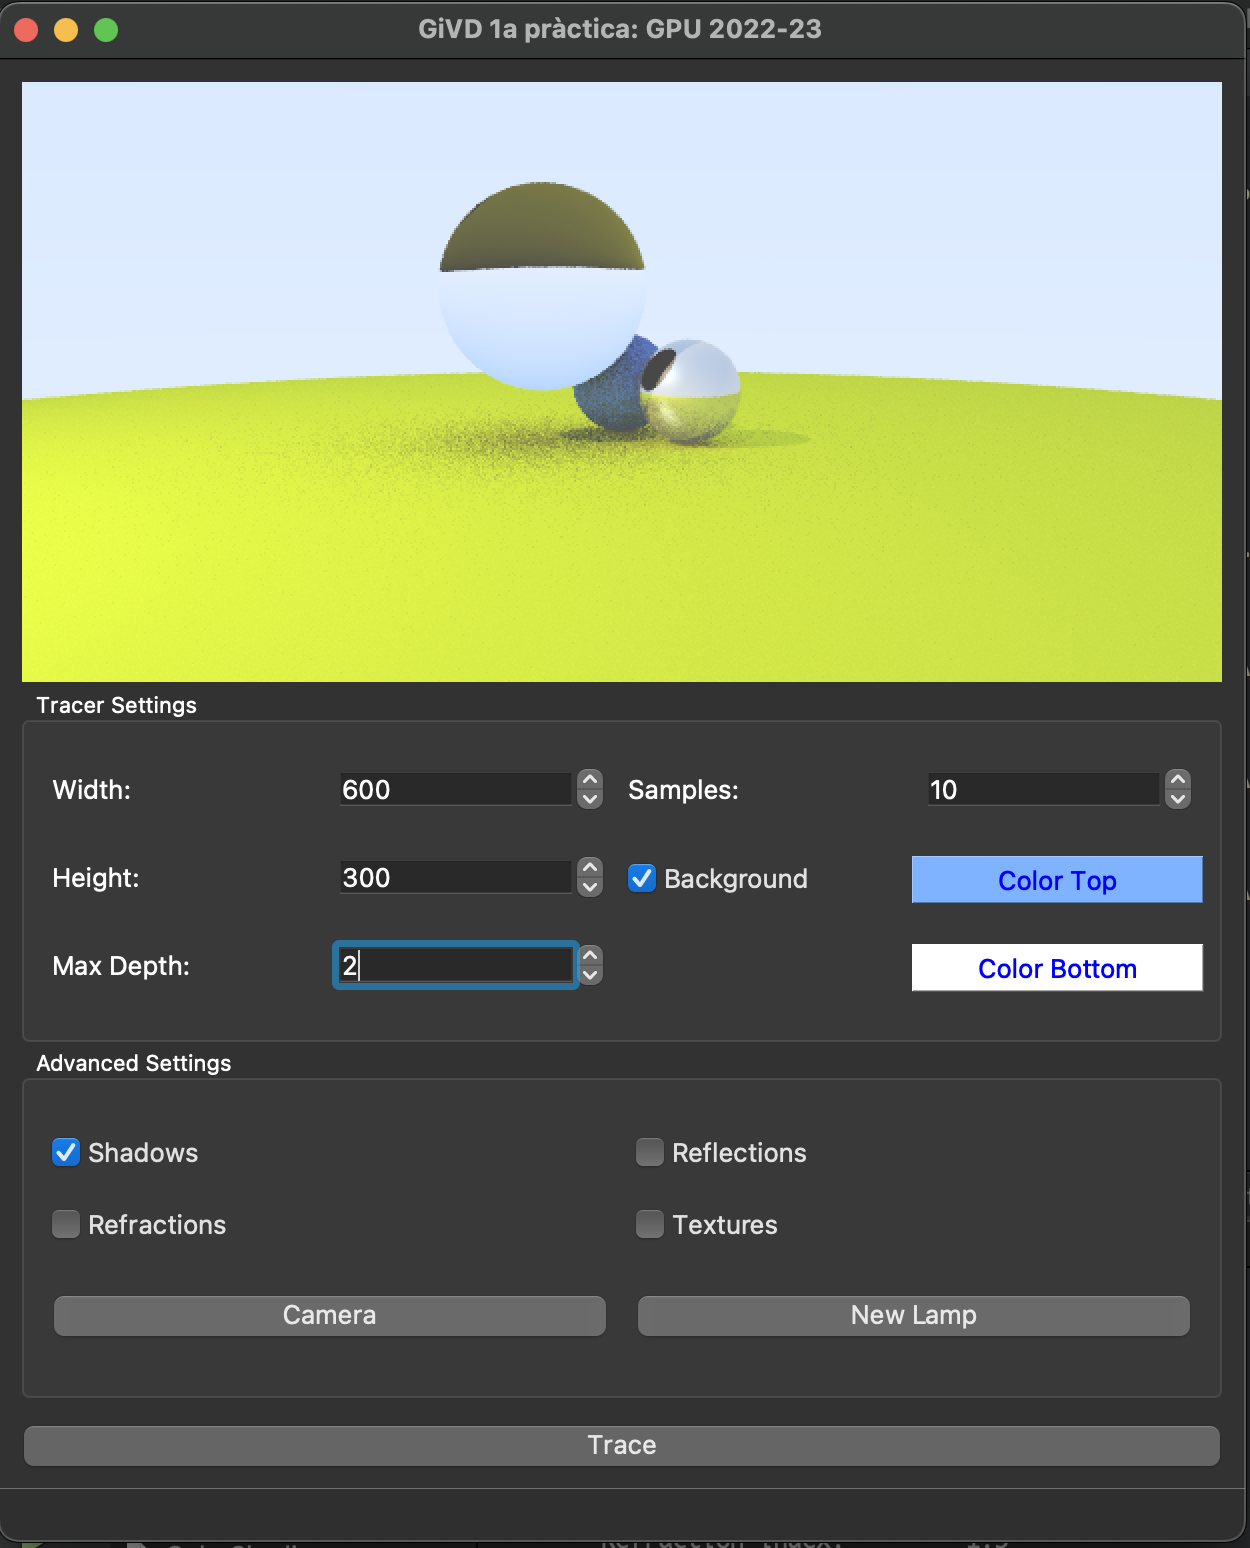 GiVD 1a pràctica: GPU 2022-23
Tracer Settings
Width: 600 Samples: 10
Height: 300 Background Color Top
Max Depth: 2 Color Bottom
Advanced Settings
Shadows Reflections
Refractions Textures
Camera New Lamp
Trace